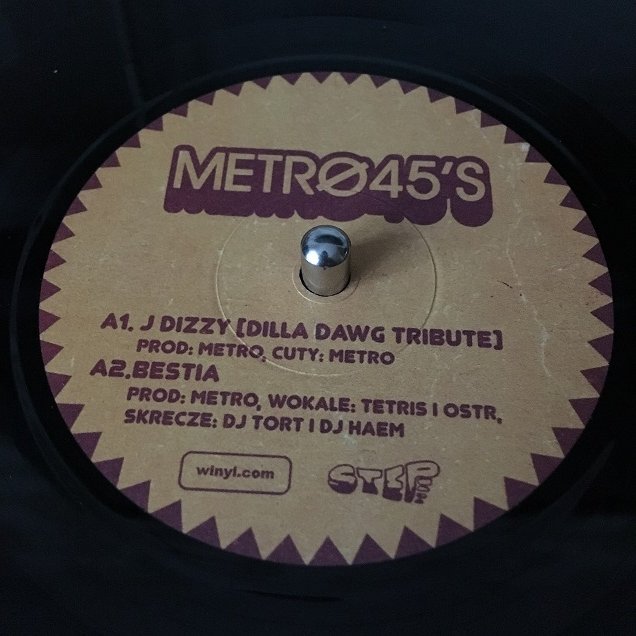 METRØ45'S
A1. J DIZZY [DILLA DAWG TRIBUTE]
PROD: METRO, CUTY: METRO
A2.BESTIA
PROD: METRO, WOKALE: TETRIS I OSTR,
SKRECZE: DJ TORT I DJ HAEM
winyl.com
STEP